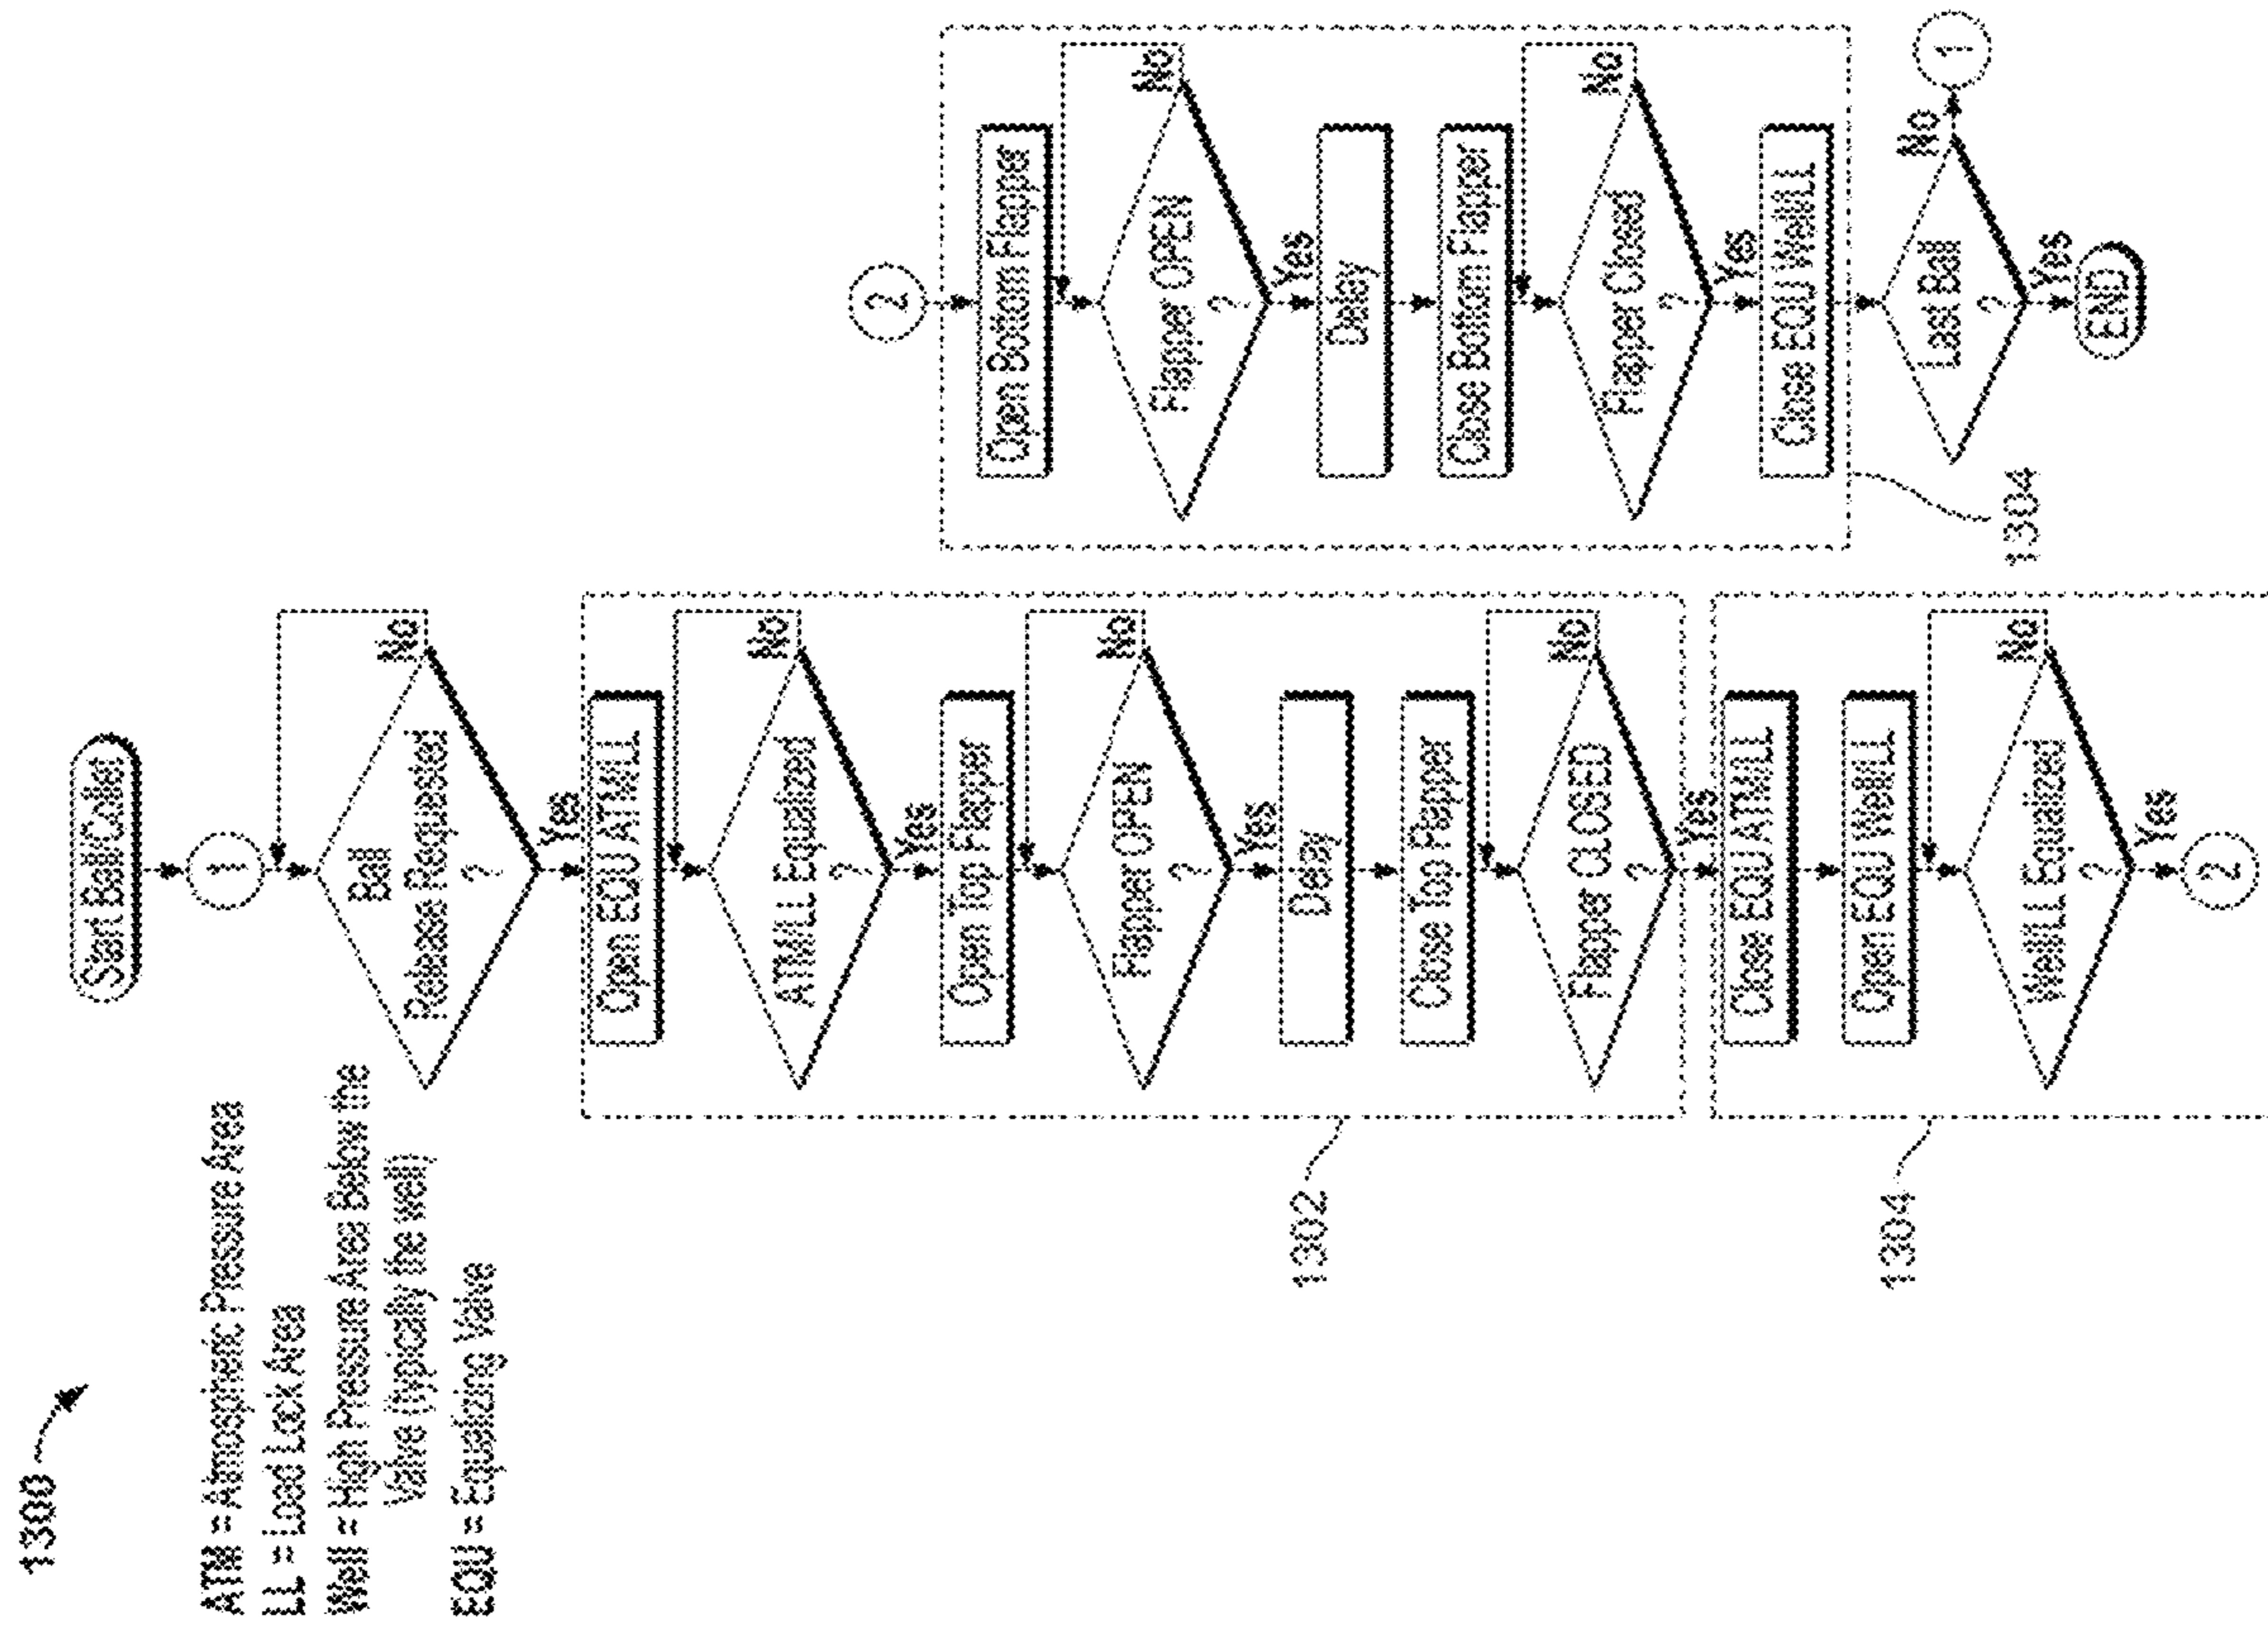 1300
ATM = Atmospheric Pressure Area
LL = Load Lock Area
Well = High Pressure Area Below the
Valve (typically the well)
EQU = Equalizing Valve
Start Ball/Collet
1
Ball
Release Requested
?
No
Yes
Open EQU ATM/LL
ATM/LL Equalized
?
No
Yes
Open Top Flapper
Flapper OPEN
?
No
Yes
Delay
Close Top Flapper
Flapper CLOSED
?
No
Yes
1302
Close EQU ATM/LL
Open EQU Well/LL
Well/LL Equalized
?
No
Yes
2
1304
2
Open Bottom Flapper
Flapper OPEN
?
No
Yes
Delay
Close Bottom Flapper
Flapper Closed
?
No
Yes
Close EQU Well/LL
1304
Last Ball
?
No
1
Yes
END